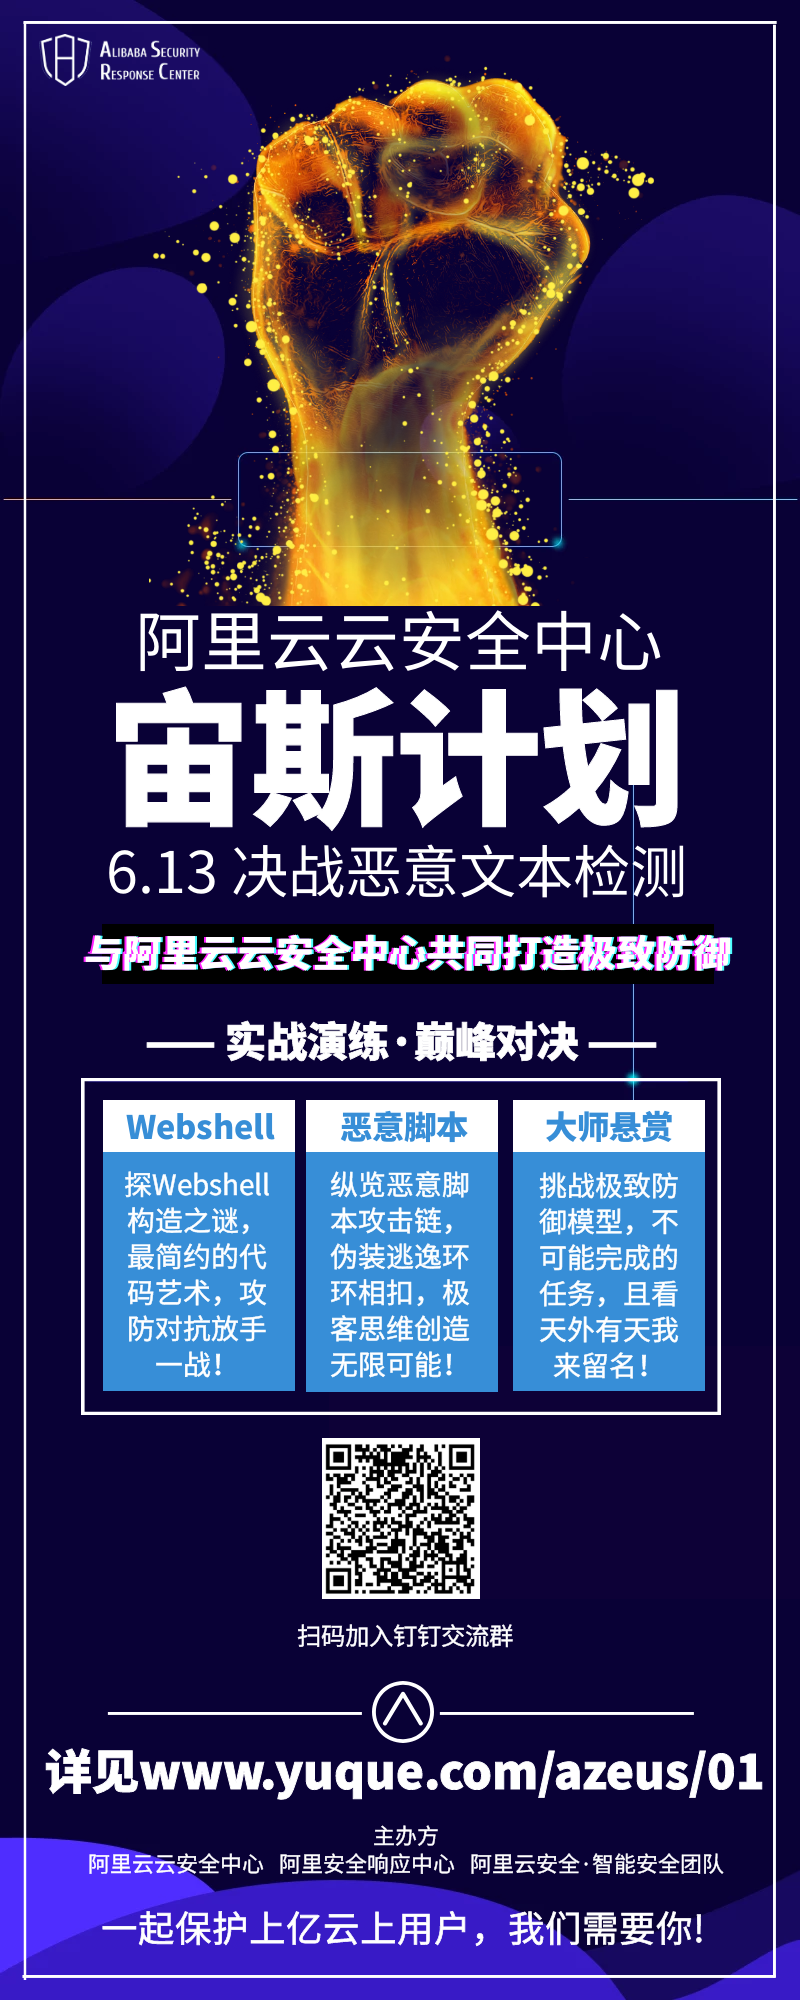 ALIBABA SECURITY
RESPONSE CENTER
阿里云云安全中心
宙斯计划
6.13 决战恶意文本检测
与阿里云云安全中心共同打造极致防御
实战演练·巅峰对决
Webshell
探Webshell
构造之谜，
最简约的代
码艺术，攻
防对抗放手
一战！
恶意脚本
纵览恶意脚
本攻击链，
伪装逃逸环
环相扣，极
客思维创造
无限可能！
大师悬赏
挑战极致防
御模型，不
可能完成的
任务，且看
天外有天我
来留名！
扫码加入钉钉交流群
详见www.yuque.com/azeus/01
主办方
阿里云云安全中心 阿里安全响应中心 阿里云安全·智能安全团队
一起保护上亿云上用户，我们需要你!